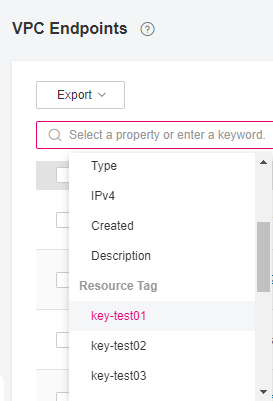 VPC Endpoints ?
Export
Select a property or enter a keyword.
Type
IPv4
Created
Description
Resource Tag
key-test01
key-test02
key-test03